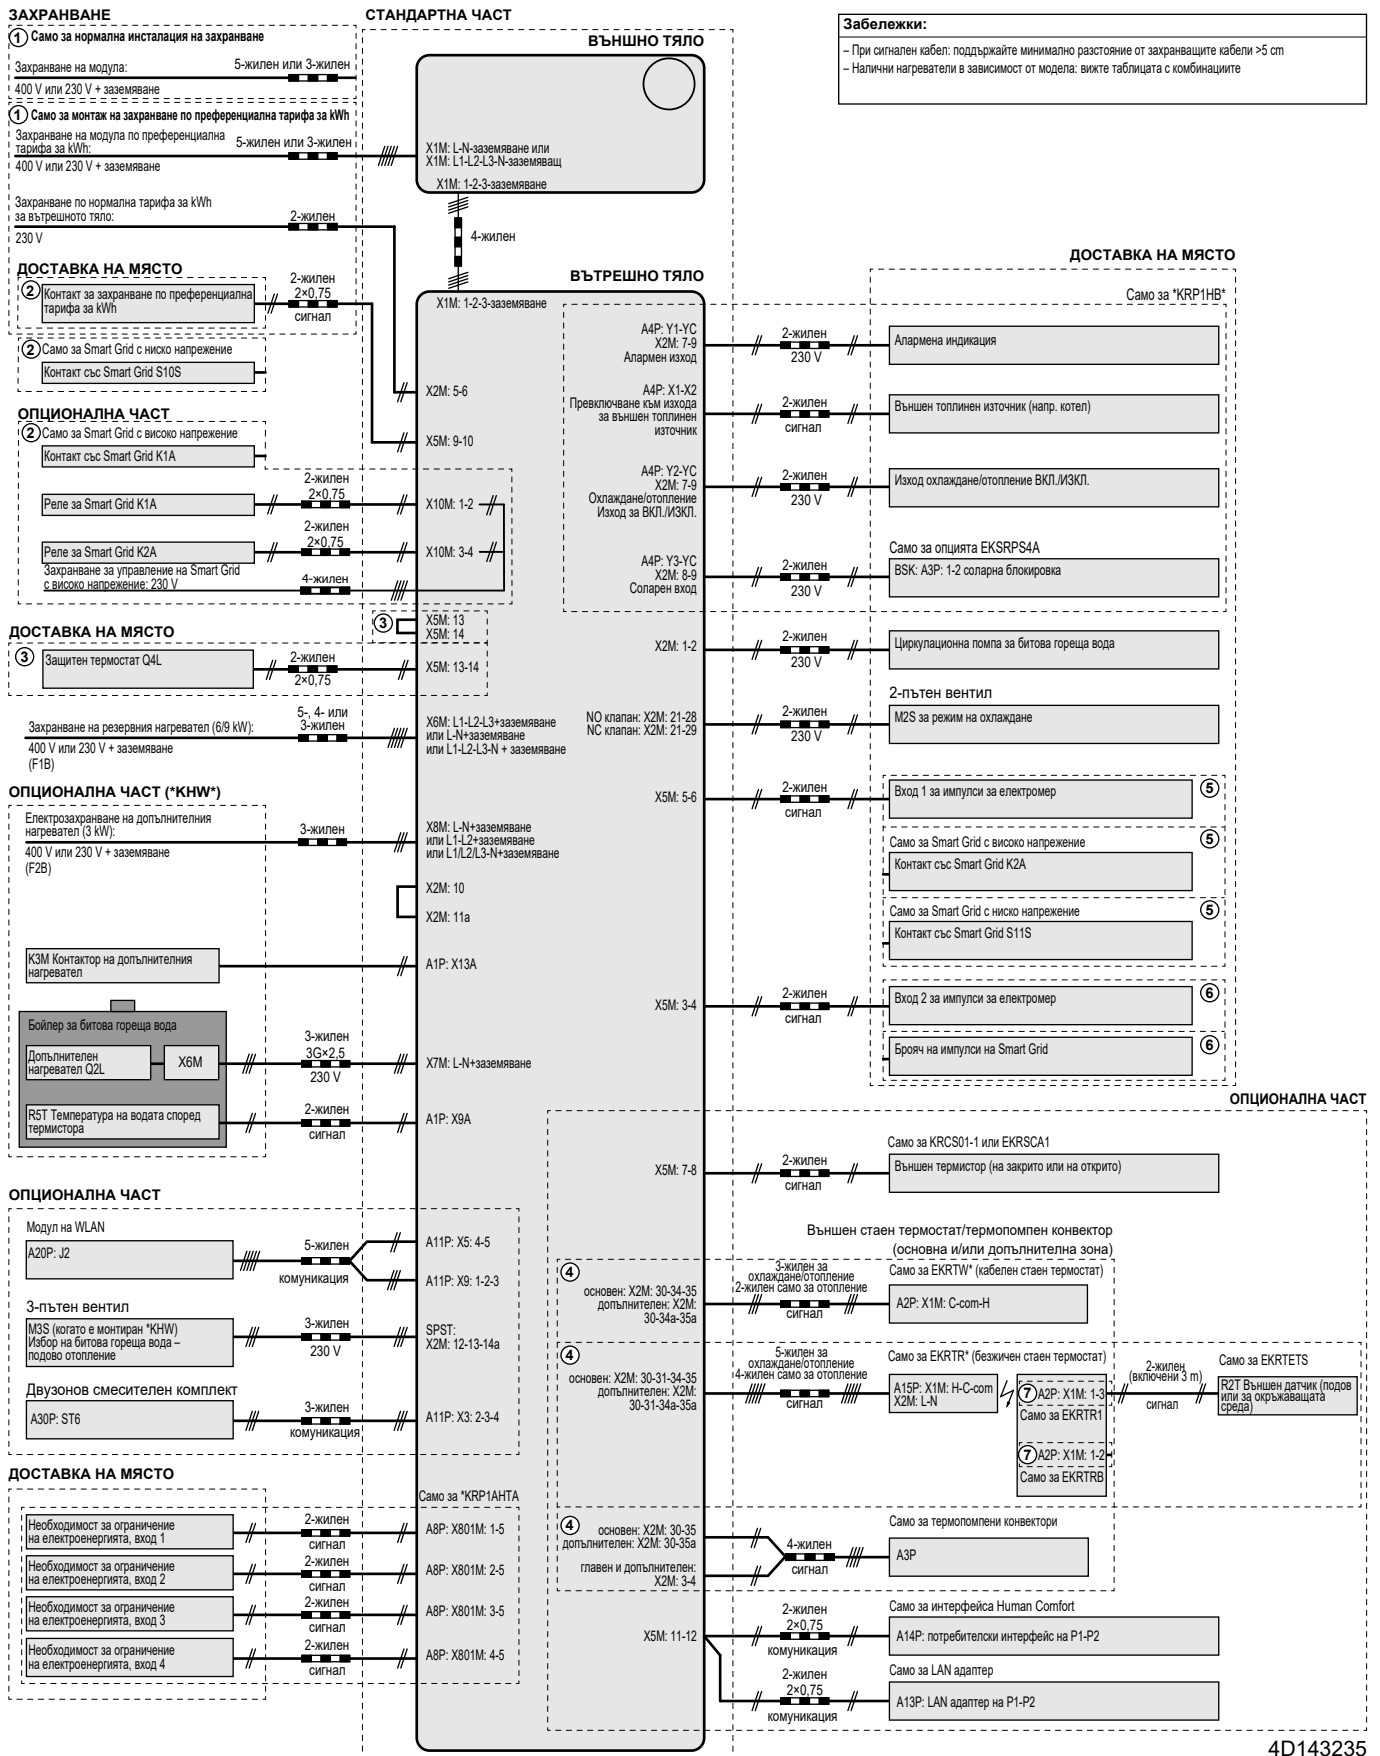 ЗАХРАНВАНЕ
① Само за нормална инсталация на захранване
Захранване на модула:
5-жилен или 3-жилен
400 V или 230 V + заземяване
① Само за монтаж на захранване по преференциална тарифа за kWh
Захранване на модула по преференциална
тарифа за kWh:
5-жилен или 3-жилен
400 V или 230 V + заземяване
Захранване по нормална тарифа за kWh
за вътрешното тяло:
2-жилен
230 V
ДОСТАВКА НА МЯСТО
② Контакт за захранване по преференциална
тарифа за kWh
2-жилен
2×0,75
сигнал
② Само за Smart Grid с ниско напрежение
Контакт със Smart Grid S10S
ОПЦИОНАЛНА ЧАСТ
② Само за Smart Grid с високо напрежение
Контакт със Smart Grid K1A
Реле за Smart Grid K1A
2-жилен
2×0,75
Реле за Smart Grid K2A
2-жилен
2×0,75
Захранване за управление на Smart Grid
с високо напрежение: 230 V
4-жилен
ДОСТАВКА НА МЯСТО
③ Защитен термостат Q4L
2-жилен
2×0,75
Захранване на резервния нагревател (6/9 kW):
5-, 4- или
3-жилен
400 V или 230 V + заземяване
(F1B)
ОПЦИОНАЛНА ЧАСТ (*KHW*)
Електрозахранване на допълнителния
нагревател (3 kW):
3-жилен
400 V или 230 V + заземяване
(F2B)
K3M Контактор на допълнителния
нагревател
Бойлер за битова гореща вода
Допълнителен
нагревател Q2L
X6M
3-жилен
3G×2,5
230 V
R5T Температура на водата според
термистора
2-жилен
сигнал
ОПЦИОНАЛНА ЧАСТ
Модул на WLAN
A20P: J2
5-жилен
комуникация
3-пътен вентил
M3S (когато е монтиран *KHW)
Избор на битова гореща вода –
подово отопление
3-жилен
230 V
Двузонов смесителен комплект
A30P: ST6
3-жилен
комуникация
ДОСТАВКА НА МЯСТО
Необходимост за ограничение
на електроенергията, вход 1
2-жилен
сигнал
Необходимост за ограничение
на електроенергията, вход 2
2-жилен
сигнал
Необходимост за ограничение
на електроенергията, вход 3
2-жилен
сигнал
Необходимост за ограничение
на електроенергията, вход 4
2-жилен
сигнал
СТАНДАРТНА ЧАСТ
ВЪНШНО ТЯЛО
X1M: L-N-заземяване или
X1M: L1-L2-L3-N-заземяващ
X1M: 1-2-3-заземяване
4-жилен
ВЪТРЕШНО ТЯЛО
X1M: 1-2-3-заземяване
X2M: 5-6
X5M: 9-10
X10M: 1-2
X10M: 3-4
③ X5M: 13
X5M: 14
X5M: 13-14
X6M: L1-L2-L3+заземяване
или L-N+заземяване
или L1-L2-L3-N + заземяване
X8M: L-N+заземяване
или L1-L2+заземяване
или L1/L2/L3-N+заземяване
X2M: 10
X2M: 11a
A1P: X13A
X7M: L-N+заземяване
A1P: X9A
A11P: X5: 4-5
A11P: X9: 1-2-3
SPST:
X2M: 12-13-14a
A11P: X3: 2-3-4
Само за *KRP1AHTA
A8P: X801M: 1-5
A8P: X801M: 2-5
A8P: X801M: 3-5
A8P: X801M: 4-5
Забележки:
– При сигнален кабел: поддържайте минимално разстояние от захранващите кабели >5 cm
– Налични нагреватели в зависимост от модела: вижте таблицата с комбинациите
ДОСТАВКА НА МЯСТО
Само за *KRP1HB*
A4P: Y1-YC
X2M: 7-9
Алармен изход
2-жилен
230 V
Алармена индикация
A4P: X1-X2
Превключване към изхода
за външен топлинен
източник
2-жилен
сигнал
Външен топлинен източник (напр. котел)
A4P: Y2-YC
X2M: 7-9
Охлаждане/отопление
Изход за ВКЛ./ИЗКЛ.
2-жилен
230 V
Изход охлаждане/отопление ВКЛ./ИЗКЛ.
Само за опцията EKSRPS4A
A4P: Y3-YC
X2M: 8-9
Соларен вход
2-жилен
230 V
BSK: A3P: 1-2 соларна блокировка
X2M: 1-2
2-жилен
230 V
Циркулационна помпа за битова гореща вода
2-пътен вентил
NO клапан: X2M: 21-28
NC клапан: X2M: 21-29
2-жилен
230 V
M2S за режим на охлаждане
X5M: 5-6
2-жилен
сигнал
Вход 1 за импулси за електромер
⑤
Само за Smart Grid с високо напрежение
⑤
Контакт със Smart Grid K2A
Само за Smart Grid с ниско напрежение
⑤
Контакт със Smart Grid S11S
X5M: 3-4
2-жилен
сигнал
Вход 2 за импулси за електромер
⑥
Брояч на импулси на Smart Grid
⑥
ОПЦИОНАЛНА ЧАСТ
Само за KRCS01-1 или EKRSCA1
X5M: 7-8
2-жилен
сигнал
Външен термистор (на закрито или на открито)
Външен стаен термостат/термопомпен конвектор
(основна и/или допълнителна зона)
④
основен: X2M: 30-34-35
допълнителен: X2M:
30-34a-35a
3-жилен за
охлаждане/отопление
2-жилен само за отопление
сигнал
Само за EKRTW* (кабелен стаен термостат)
A2P: X1M: C-com-H
④
основен: X2M: 30-31-34-35
допълнителен: X2M:
30-31-34a-35a
5-жилен за
охлаждане/отопление
4-жилен само за отопление
сигнал
Само за EKRTR* (безжичен стаен термостат)
A15P: X1M: H-C-com
X2M: L-N
⑦ A2P: X1M: 1-3
Само за EKRTR1
⑦ A2P: X1M: 1-2
Само за EKRTRB
2-жилен
(включени 3 m)
сигнал
Само за EKRTETS
R2T Външен датчик (подов
или за окръжаващата
среда)
④
основен: X2M: 30-35
допълнителен: X2M: 30-35a
главен и допълнителен:
X2M: 3-4
4-жилен
сигнал
Само за термопомпени конвектори
A3P
Само за интерфейса Human Comfort
X5M: 11-12
2-жилен
2×0,75
комуникация
A14P: потребителски интерфейс на P1-P2
Само за LAN адаптер
2-жилен
2×0,75
комуникация
A13P: LAN адаптер на P1-P2
4D143235